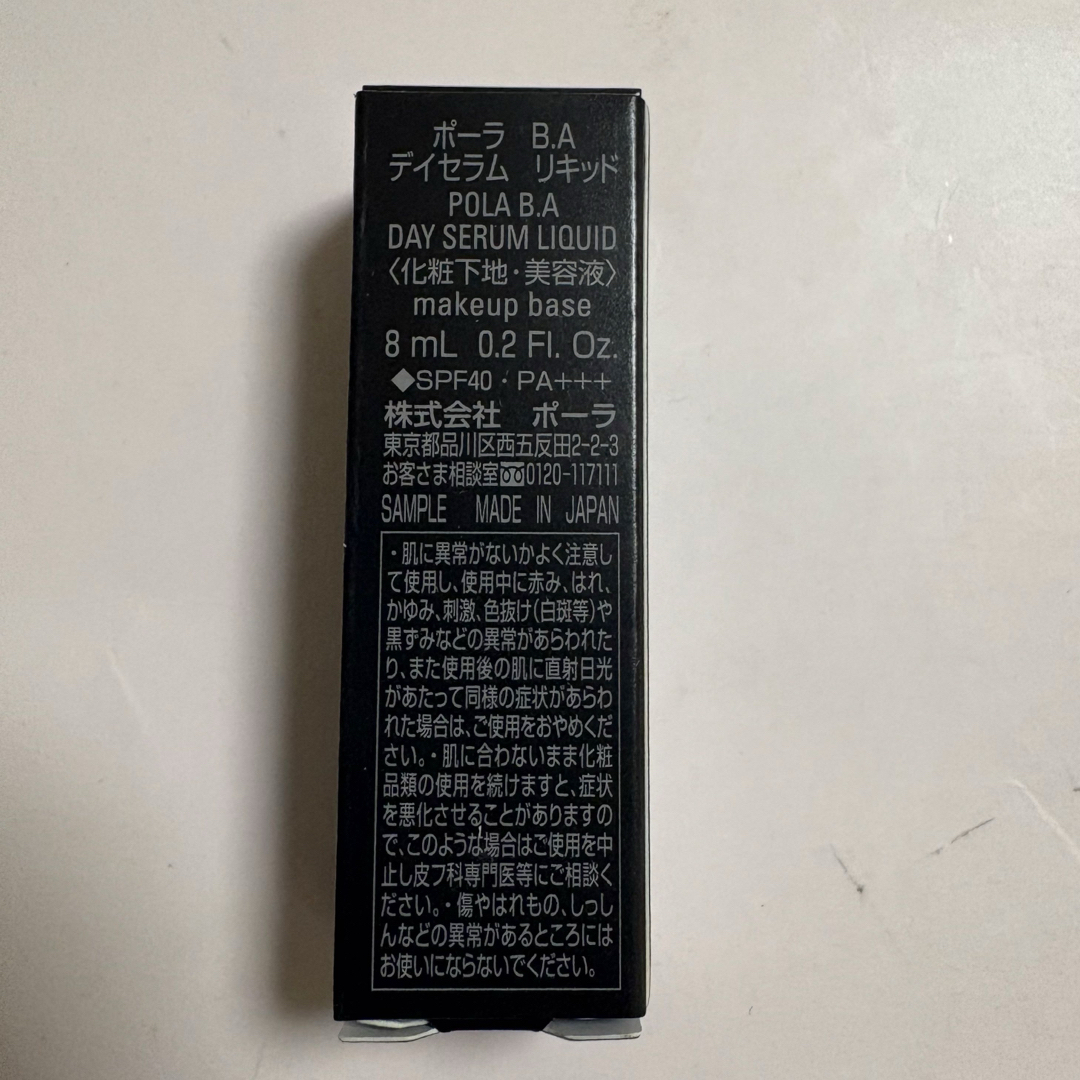 ポーラ B.A
デイセラム リキッド
POLA B.A
DAY SERUM LIQUID
〈化粧下地・美容液〉
makeup base
8 mL 0.2 Fl. Oz.
◆SPF40・PA+++
株式会社 ポーラ
東京都品川区西五反田2-2-3
お客さま相談室0120-117111
SAMPLE MADE IN JAPAN
・肌に異常がないかよく注意し
て使用し、使用中に赤み、はれ、
かゆみ、刺激、色抜け(白斑等)や
黒ずみなどの異常があらわれた
り、また使用後の肌に直射日光
があたって同様の症状があらわ
れた場合は、ご使用をおやめくだ
さい。・肌に合わないまま化粧
品類の使用を続けますと、症状
を悪化させることがありますの
で、このような場合はご使用を中
止し皮フ科専門医等にご相談く
ださい。・傷やはれもの、しっし
んなどの異常があるところには
お使いにならないでください。